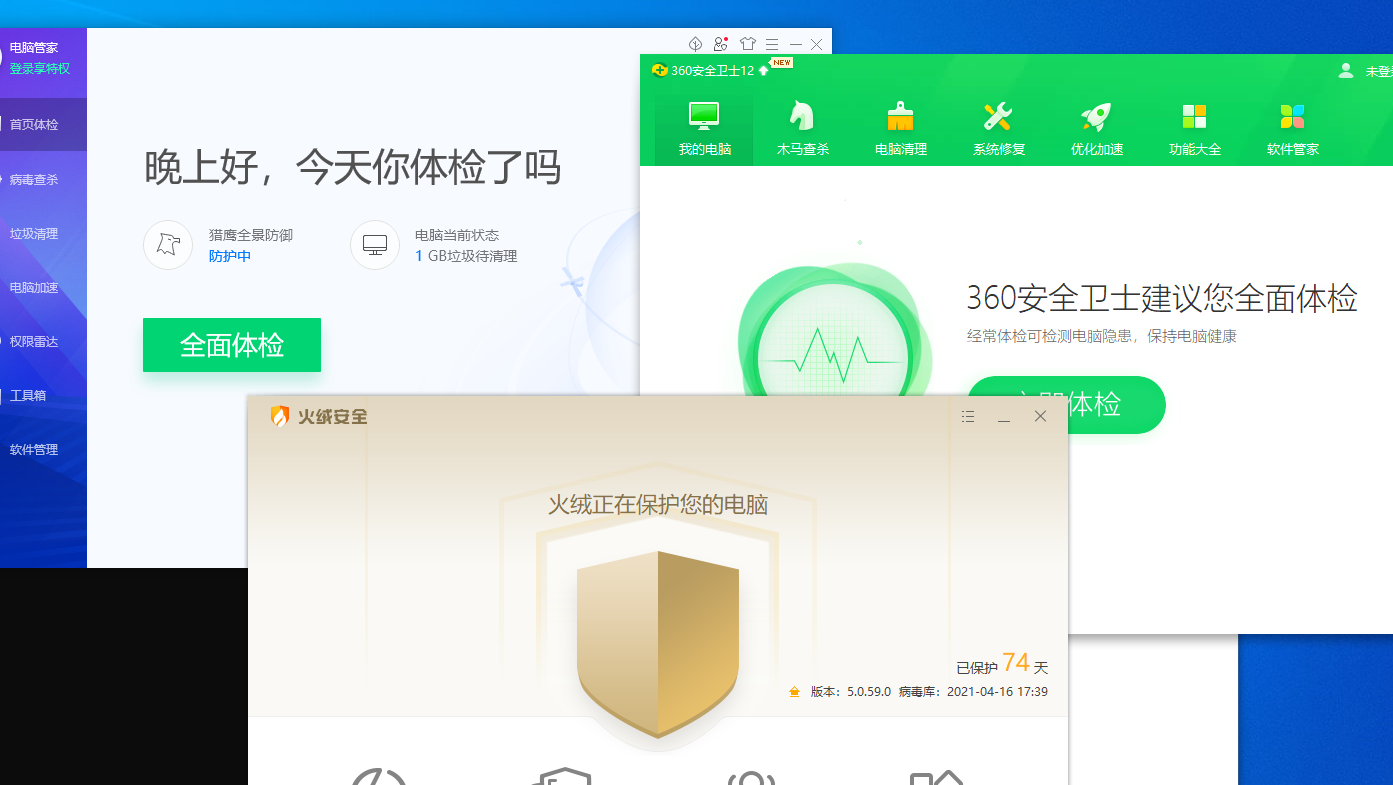 电脑管家
登录享特权
首页体检
病毒查杀
垃圾清理
电脑加速
权限雷达
工具箱
软件管理
晚上好，今天你体检了吗
猎鹰全景防御
防护中
电脑当前状态
1 GB垃圾待清理
全面体检
360安全卫士12
NEW
未登
我的电脑
木马查杀
电脑清理
系统修复
优化加速
功能大全
软件管家
360安全卫士建议您全面体检
经常体检可检测电脑隐患，保持电脑健康
体检
火绒安全
火绒正在保护您的电脑
已保护 74 天
版本：5.0.59.0 病毒库：2021-04-16 17:39